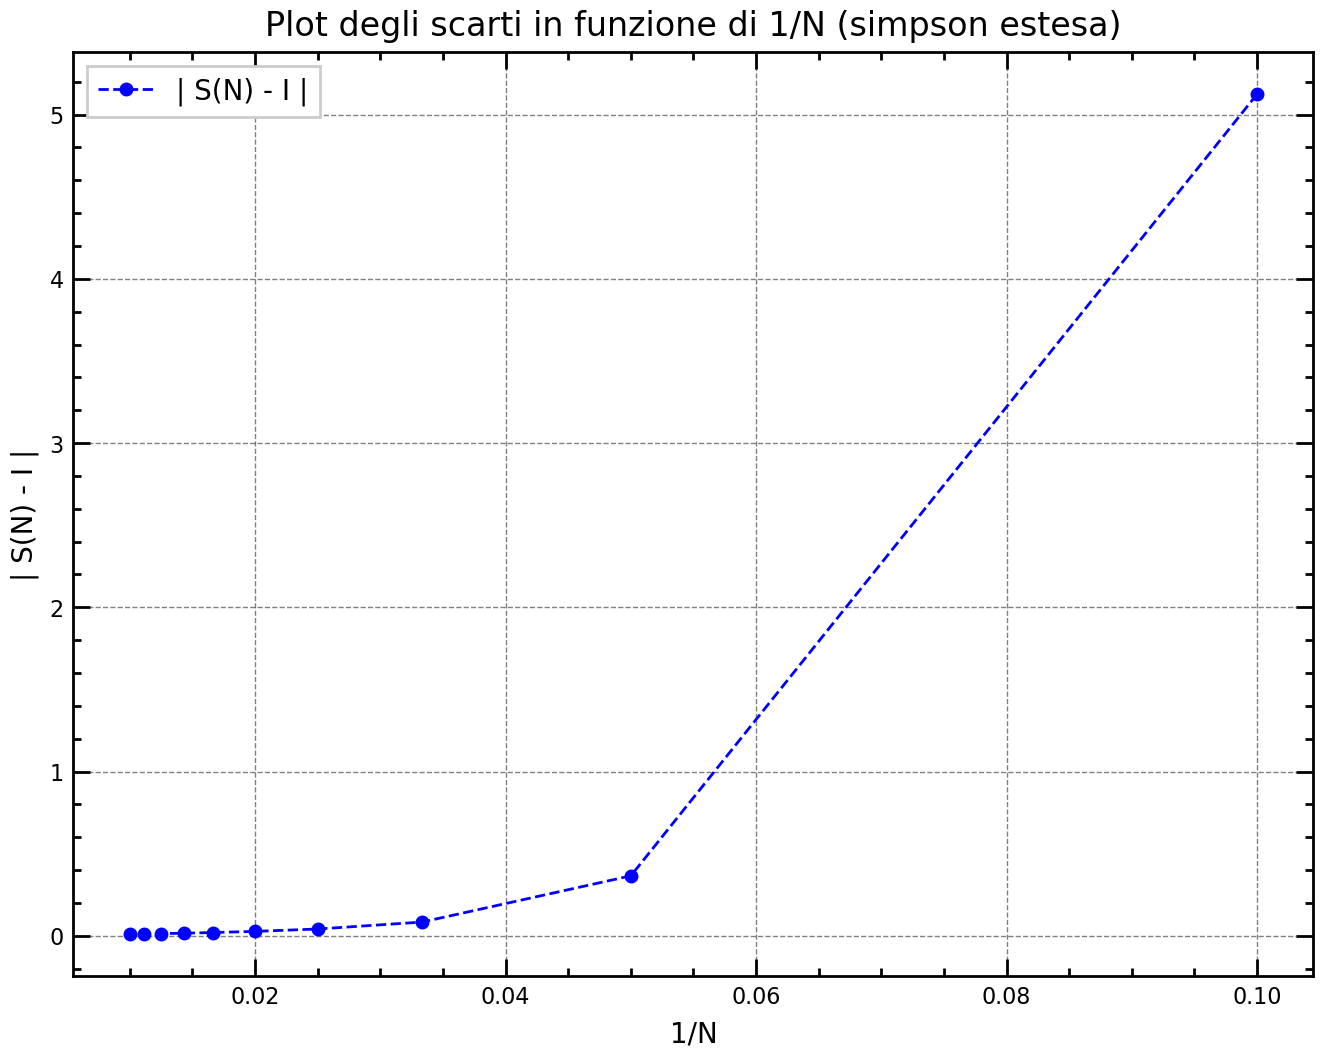 Plot degli scarti in funzione di 1/N (simpson estesa)
| S(N) - I |
5
4
3
2
1
0
| S(N) - I |
0.02 0.04 0.06 0.08 0.10
1/N